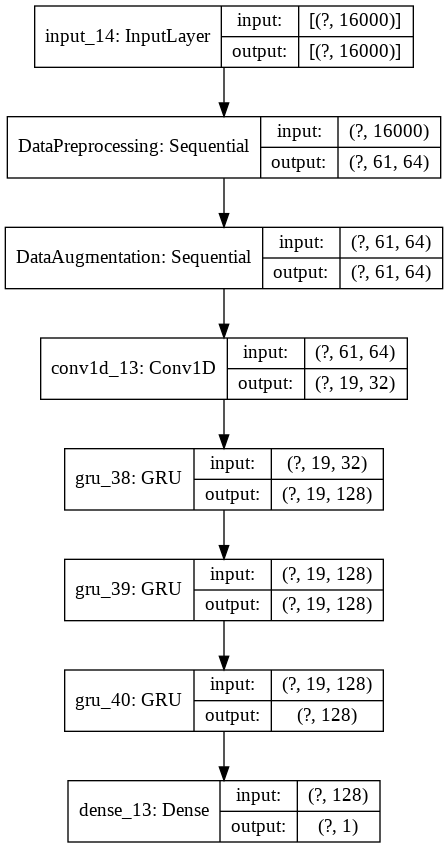 input_14: InputLayer
input: [(?, 16000)]
output: [(?, 16000)]
DataPreprocessing: Sequential
input: (?, 16000)
output: (?, 61, 64)
DataAugmentation: Sequential
input: (?, 61, 64)
output: (?, 61, 64)
conv1d_13: Conv1D
input: (?, 61, 64)
output: (?, 19, 32)
gru_38: GRU
input: (?, 19, 32)
output: (?, 19, 128)
gru_39: GRU
input: (?, 19, 128)
output: (?, 19, 128)
gru_40: GRU
input: (?, 19, 128)
output: (?, 128)
dense_13: Dense
input: (?, 128)
output: (?, 1)